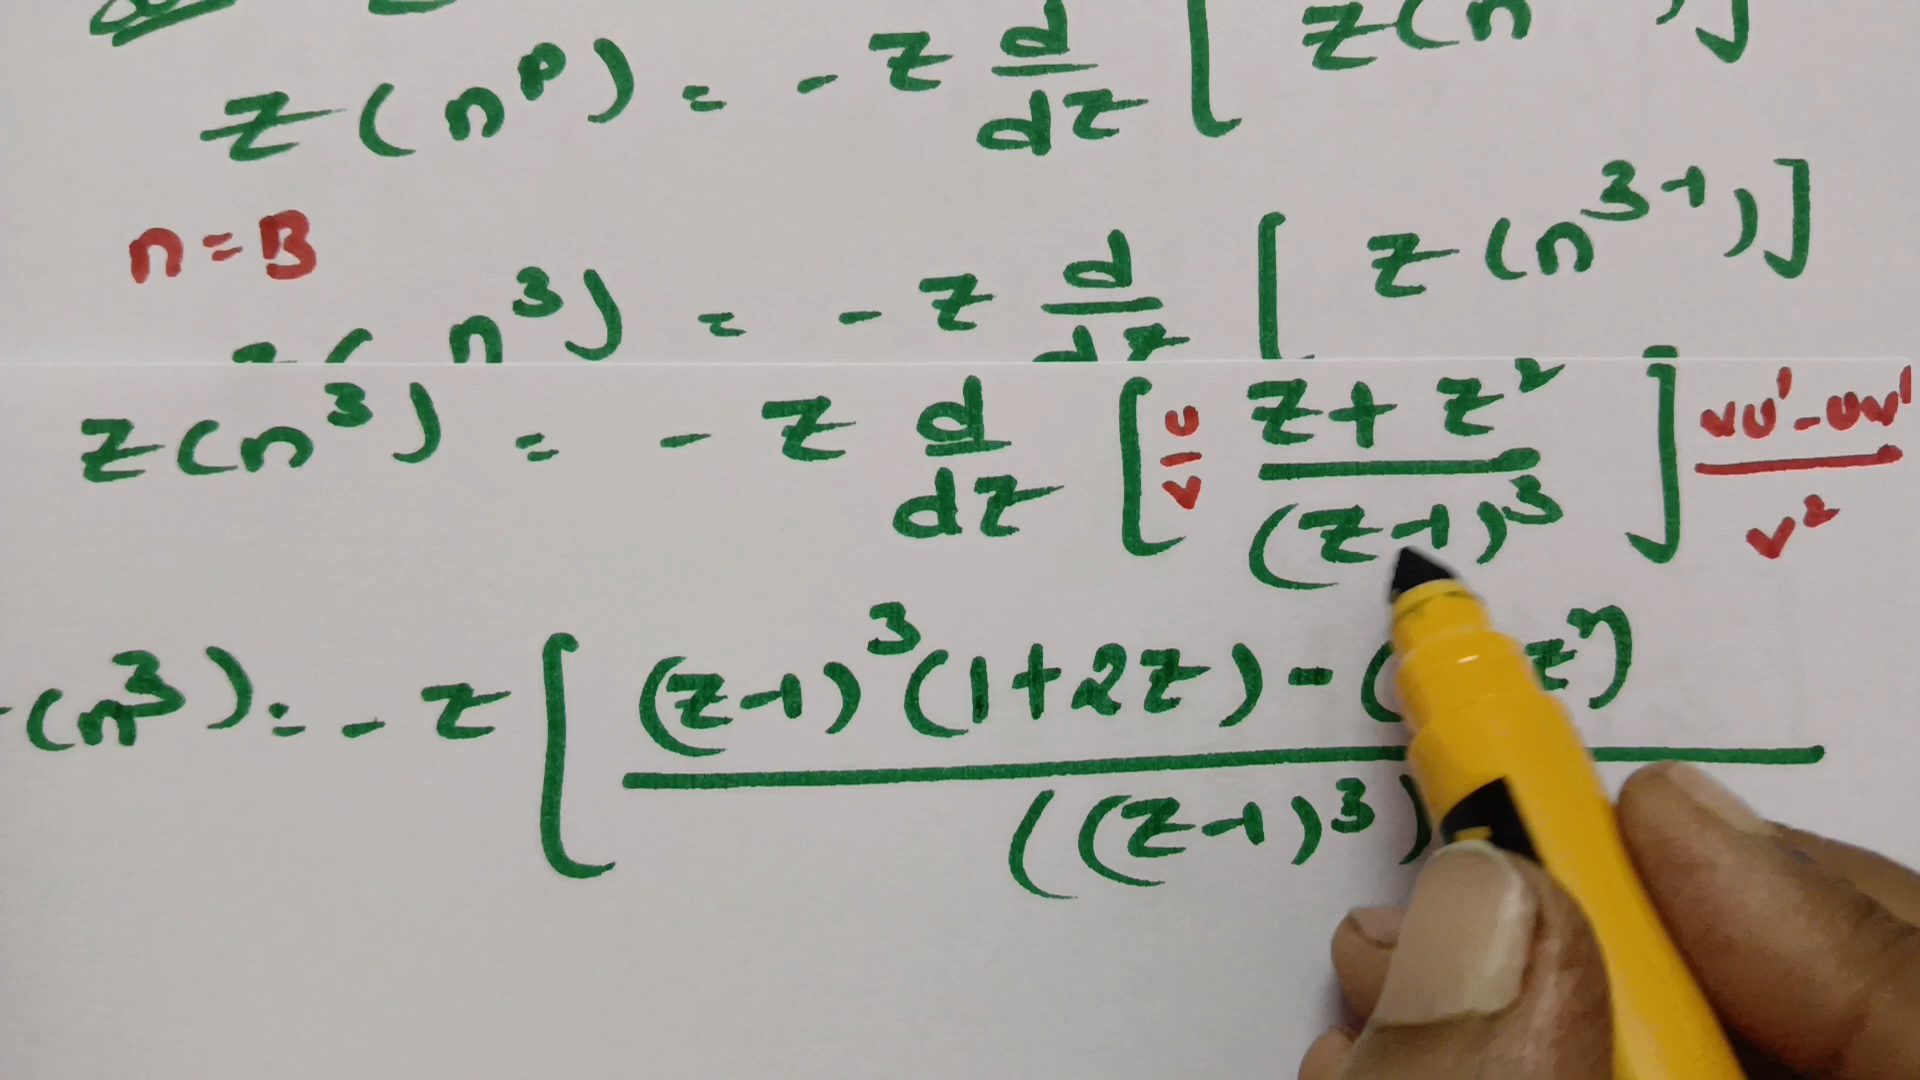 z(n^p) = -z d/dz [ z(n
n=3
z(n^3) = -z d/dz [ z(n^{3-1}) ]
z(n^3) = -z d/dz [ u/v (z+z^2)/(z-1)^3 ] (vu'-uv')/v^2
(n^3) = -z [ (z-1)^3(1+2z)-( z^2) / ((z-1)^3)